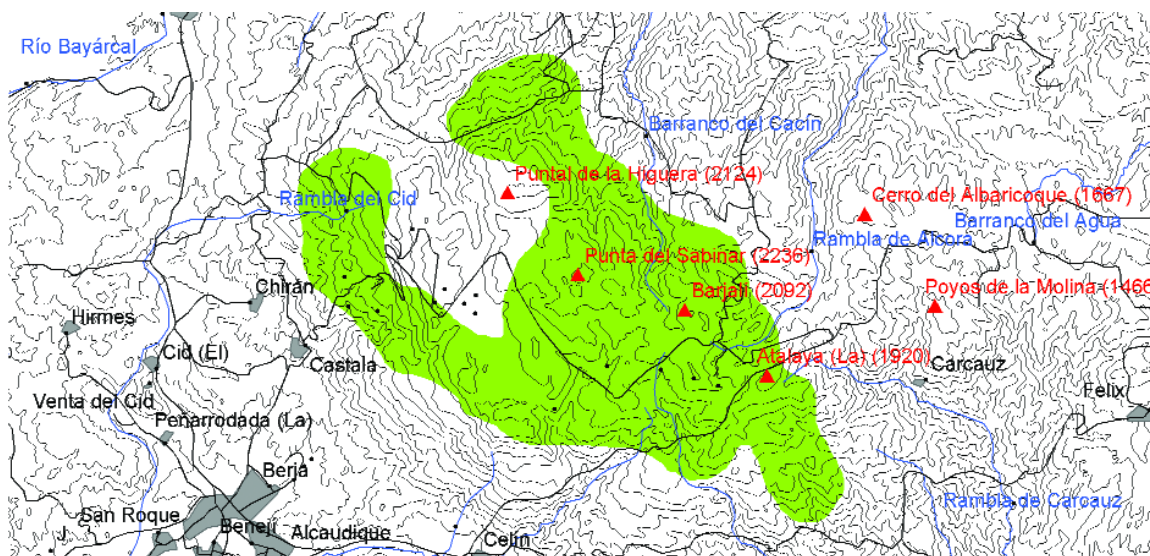 Río Bayárcal
Barranco del Cacín
Puntal de la Higuera (2124)
Rambla del Cid
Cerro del Albaricoque (1667)
Barranco del Agua
Rambla de Alcora
Punta del Sabinar (2236)
Chirán
Barjalí (2092)
Poyos de la Molina (1466
Hirmes
Cid (El)
Castala
Atalaya (La) (1920)
Carcauz
Venta del Cid
Felix
Peñarrodada (La)
Berja
Rambla de Carcauz
San Roque
Benejí
Alcaudique
Celín
J